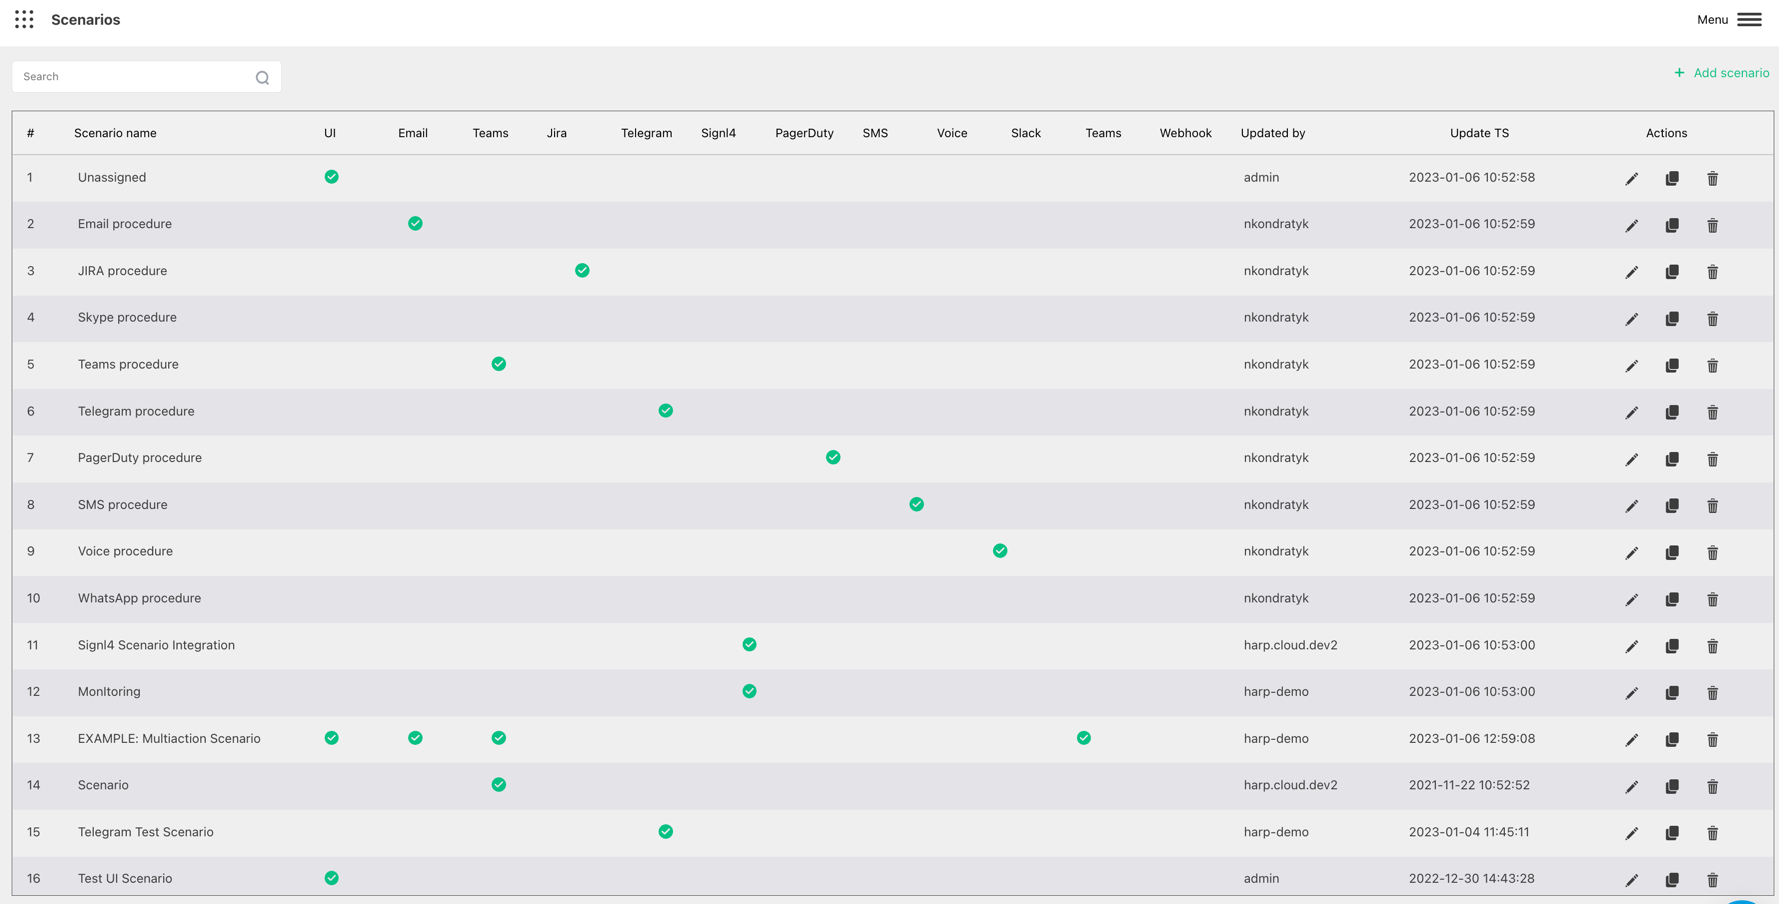 Scenarios
Menu
Search
+ Add scenario
# Scenario name UI Email Teams Jira Telegram Signl4 PagerDuty SMS Voice Slack Teams Webhook Updated by Update TS Actions
1 Unassigned admin 2023-01-06 10:52:58
2 Email procedure nkondratyk 2023-01-06 10:52:59
3 JIRA procedure nkondratyk 2023-01-06 10:52:59
4 Skype procedure nkondratyk 2023-01-06 10:52:59
5 Teams procedure nkondratyk 2023-01-06 10:52:59
6 Telegram procedure nkondratyk 2023-01-06 10:52:59
7 PagerDuty procedure nkondratyk 2023-01-06 10:52:59
8 SMS procedure nkondratyk 2023-01-06 10:52:59
9 Voice procedure nkondratyk 2023-01-06 10:52:59
10 WhatsApp procedure nkondratyk 2023-01-06 10:52:59
11 Signl4 Scenario Integration harp.cloud.dev2 2023-01-06 10:53:00
12 Monltoring harp-demo 2023-01-06 10:53:00
13 EXAMPLE: Multiaction Scenario harp-demo 2023-01-06 12:59:08
14 Scenario harp.cloud.dev2 2021-11-22 10:52:52
15 Telegram Test Scenario harp-demo 2023-01-04 11:45:11
16 Test UI Scenario admin 2022-12-30 14:43:28